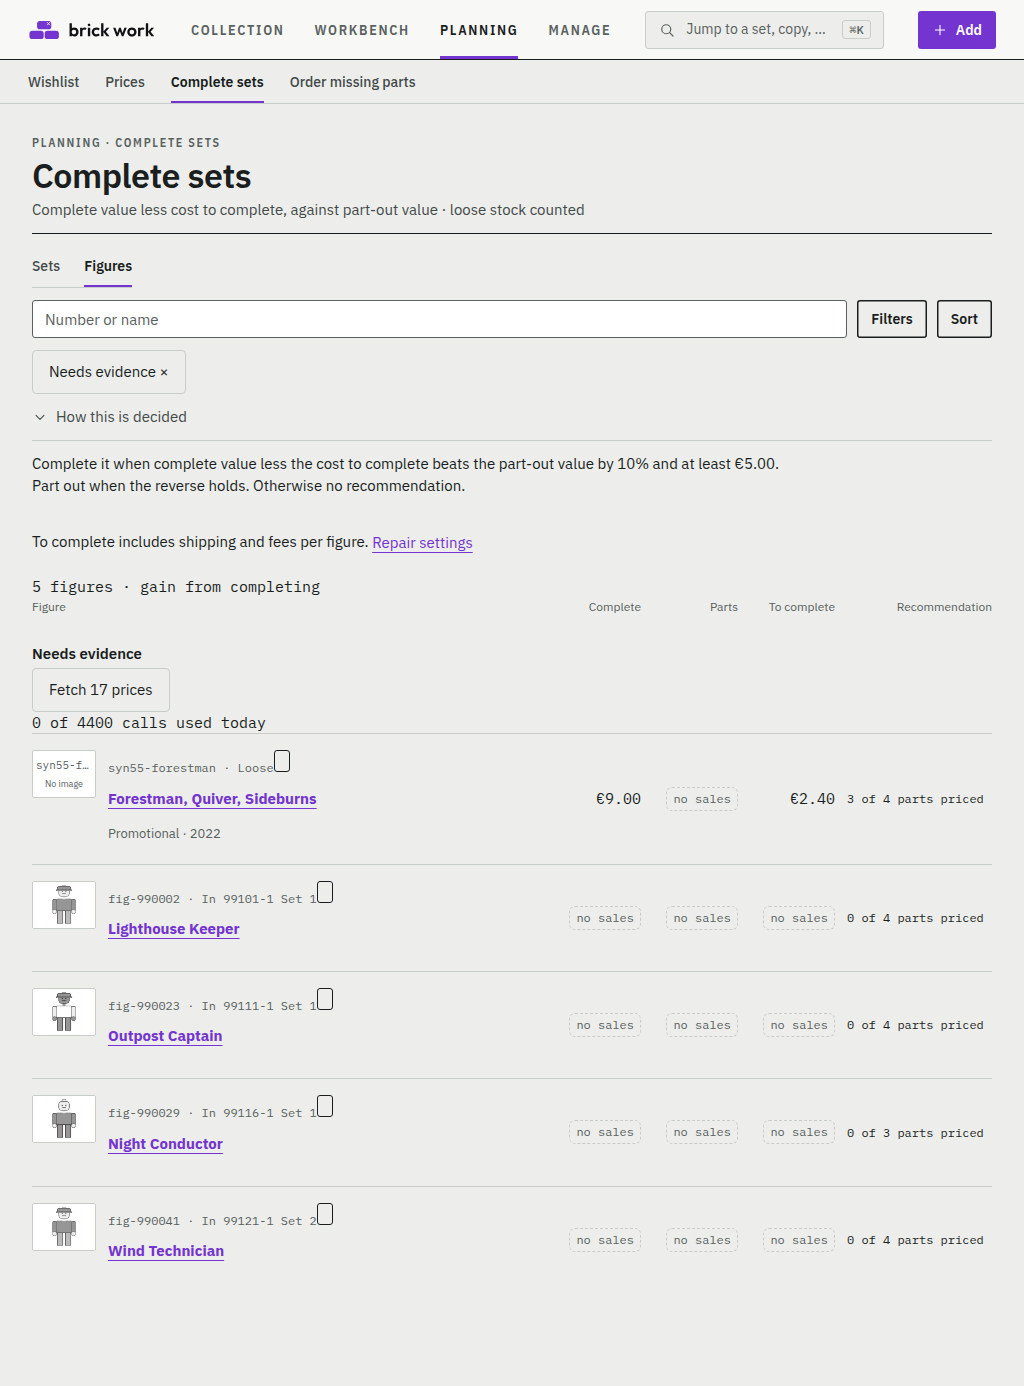 brick work
COLLECTION
WORKBENCH
PLANNING
MANAGE
Jump to a set, copy, ...
⌘K
+ Add
Wishlist
Prices
Complete sets
Order missing parts
PLANNING · COMPLETE SETS
Complete sets
Complete value less cost to complete, against part-out value · loose stock counted
Sets
Figures
Number or name
Filters
Sort
Needs evidence ×
How this is decided
Complete it when complete value less the cost to complete beats the part-out value by 10% and at least €5.00.
Part out when the reverse holds. Otherwise no recommendation.
To complete includes shipping and fees per figure. Repair settings
5 figures · gain from completing
Figure Complete Parts To complete Recommendation
Needs evidence
Fetch 17 prices
0 of 4400 calls used today
syn55-f…
No image
syn55-forestman · Loose
Forestman, Quiver, Sideburns
Promotional · 2022
€9.00 no sales €2.40 3 of 4 parts priced
fig-990002 · In 99101-1 Set 1
Lighthouse Keeper
no sales no sales no sales 0 of 4 parts priced
fig-990023 · In 99111-1 Set 1
Outpost Captain
no sales no sales no sales 0 of 4 parts priced
fig-990029 · In 99116-1 Set 1
Night Conductor
no sales no sales no sales 0 of 3 parts priced
fig-990041 · In 99121-1 Set 2
Wind Technician
no sales no sales no sales 0 of 4 parts priced